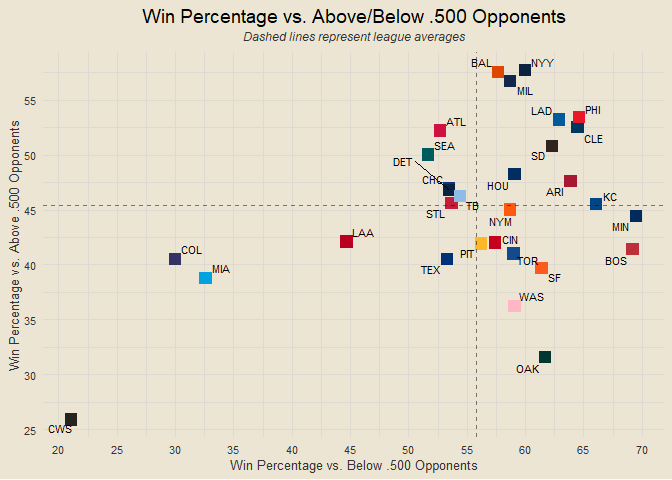 Win Percentage vs. Above/Below .500 Opponents
Dashed lines represent league averages
Win Percentage vs. Above .500 Opponents
55
50
45
40
35
30
25
BAL
NYY
MIL
LAD
PHI
CLE
ATL
SEA
SD
DET
CHC
HOU
ARI
KC
STL
TB
NYM
MIN
LAA
PIT
CIN
TOR
BOS
COL
TEX
SF
MIA
WAS
OAK
CWS
20 25 30 35 40 45 50 55 60 65 70
Win Percentage vs. Below .500 Opponents